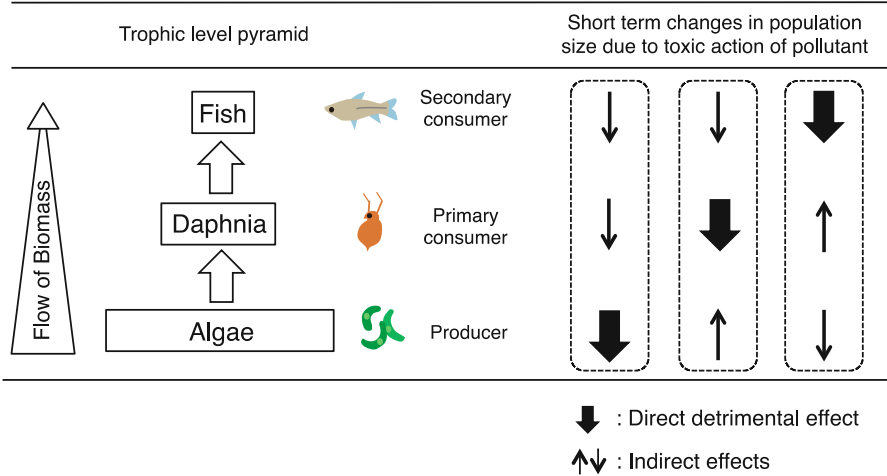 Trophic level pyramid
Short term changes in population
size due to toxic action of pollutant
Flow of Biomass
Fish
Secondary
consumer
Daphnia
Primary
consumer
Algae
Producer
: Direct detrimental effect
: Indirect effects